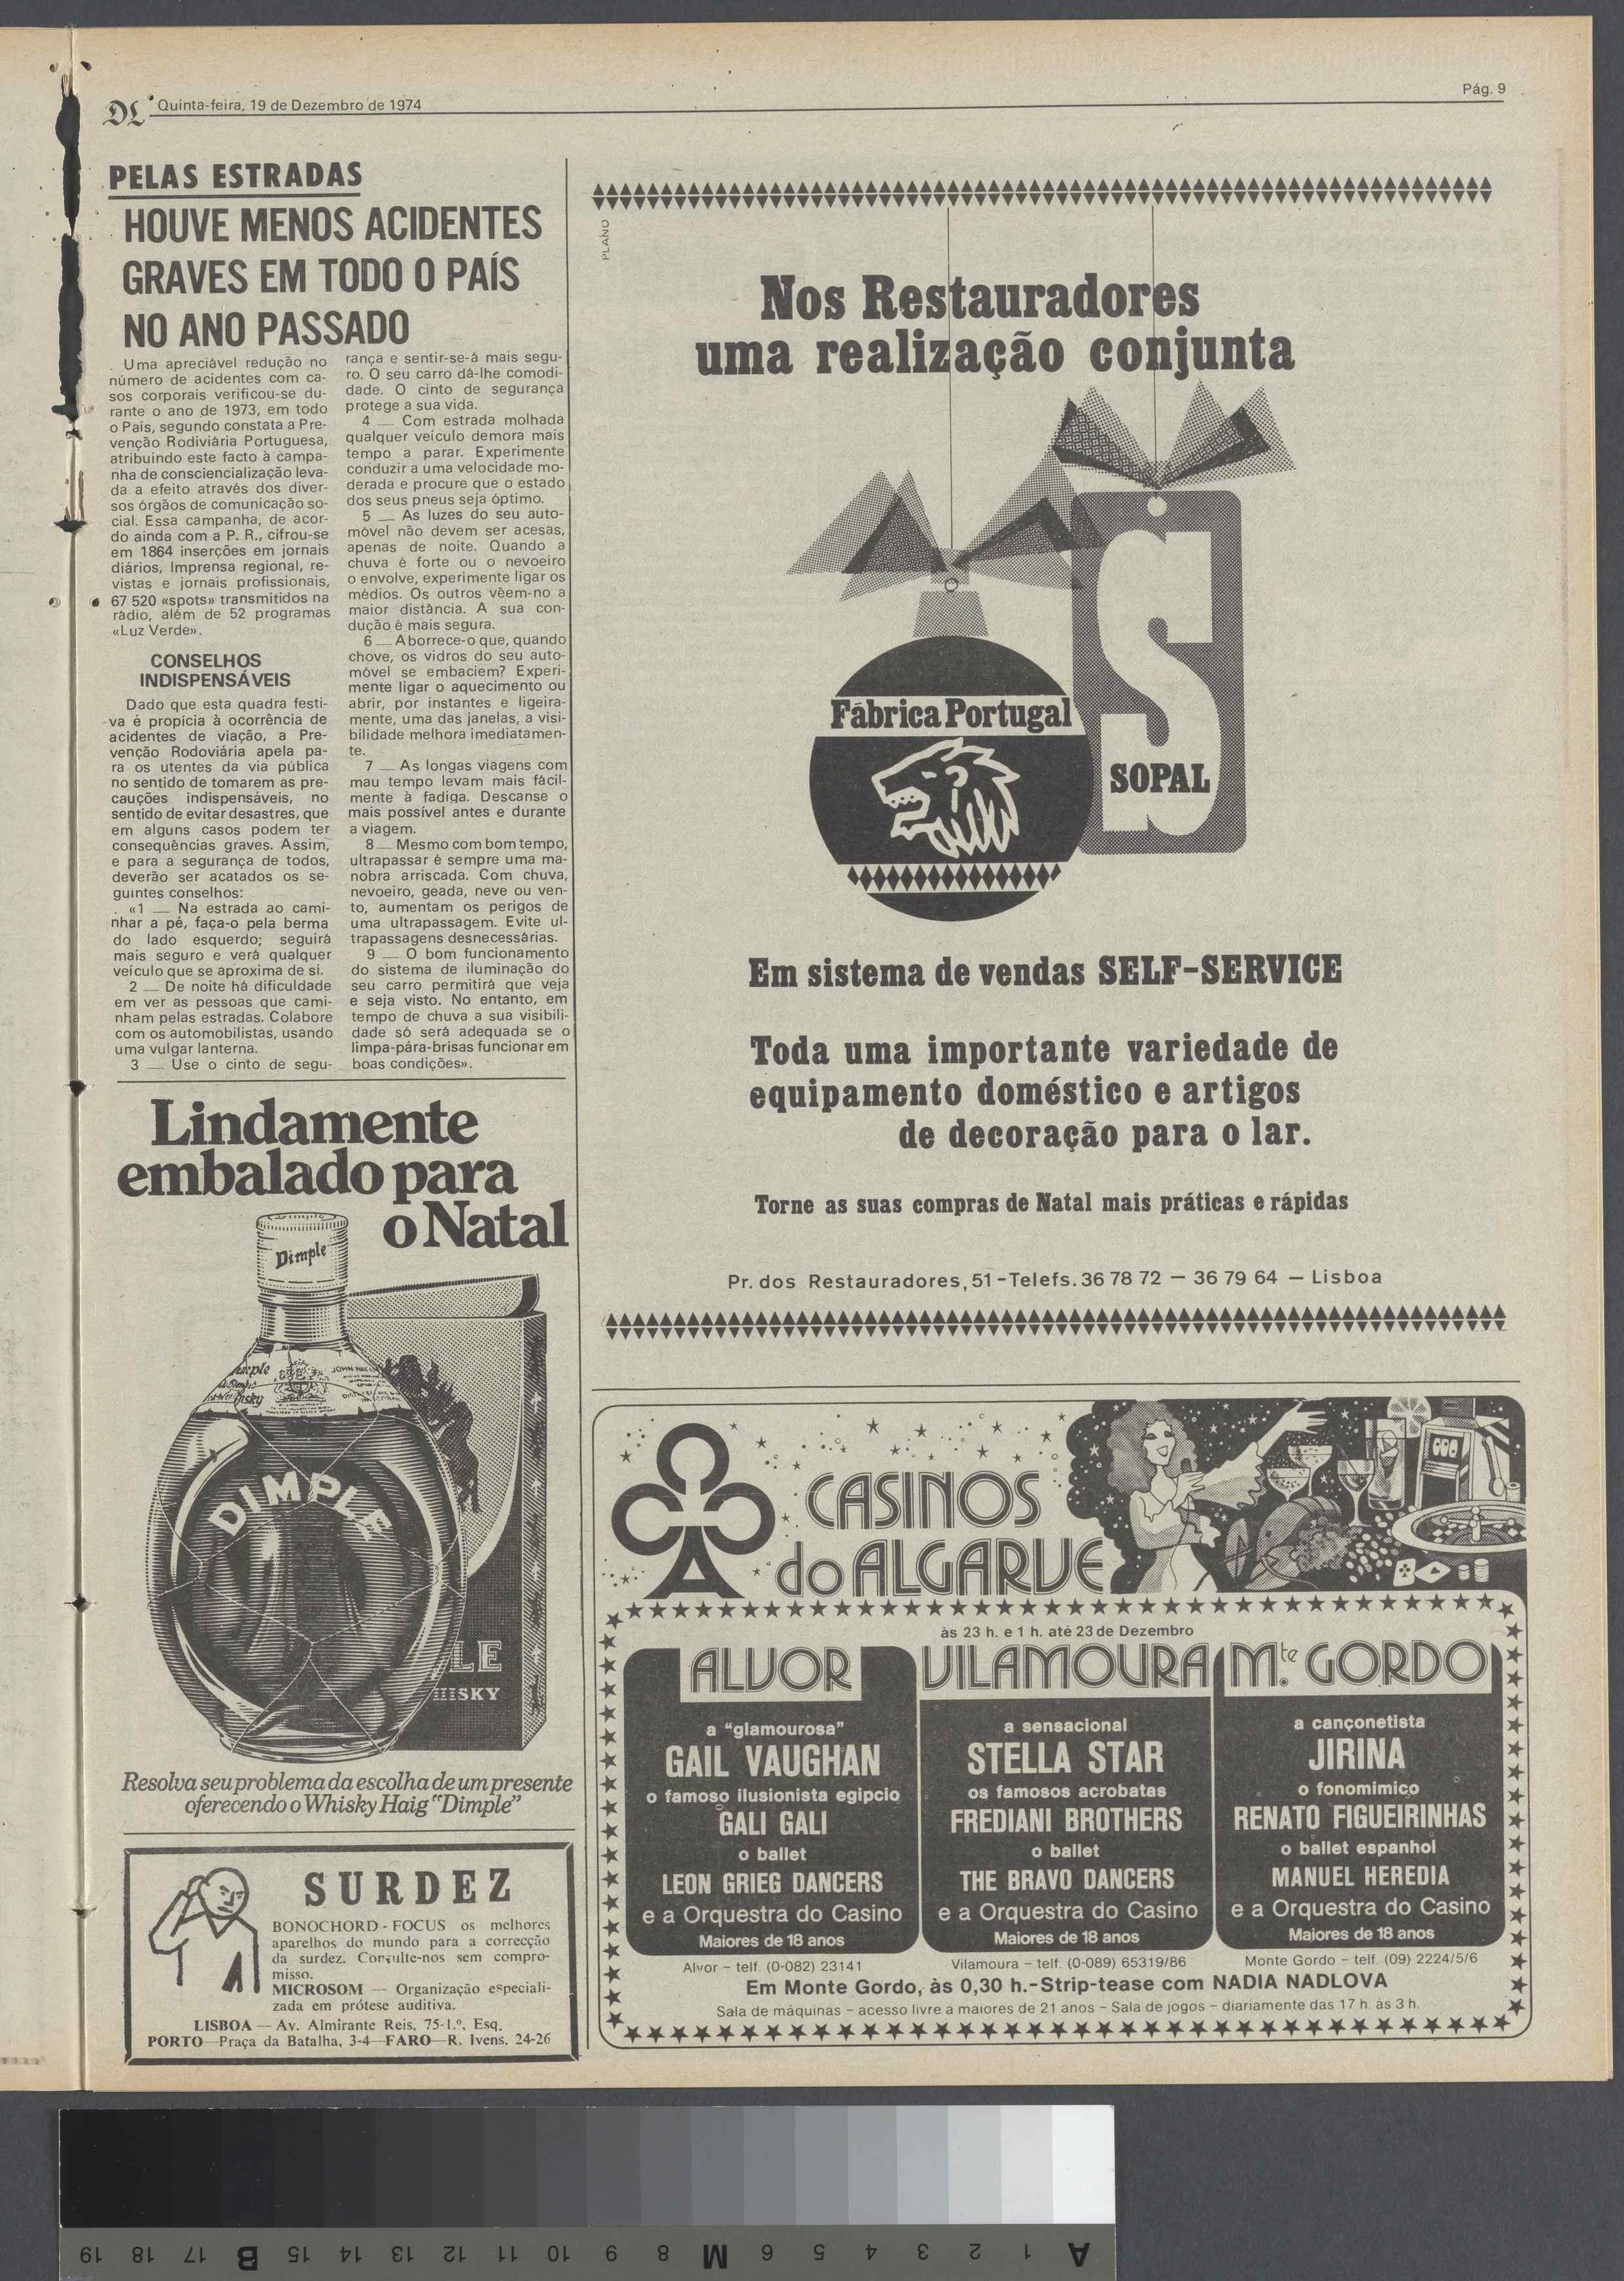 DL Quinta-feira, 19 de Dezembro de 1974
Pág. 9
PELAS ESTRADAS
HOUVE MENOS ACIDENTES
GRAVES EM TODO O PAÍS
NO ANO PASSADO
Uma apreciável redução no
número de acidentes com ca-
sos corporais verificou-se du-
rante o ano de 1973, em todo
o País, segundo constata a Pre-
venção Rodiviária Portuguesa,
atribuindo este facto à campa-
nha de consciencialização leva-
da a efeito através dos diver-
sos órgãos de comunicação so-
cial. Essa campanha, de acor-
do ainda com a P. R., cifrou-se
em 1864 inserções em jornais
diários, Imprensa regional, re-
vistas e jornais profissionais,
67 520 «spots» transmitidos na
rádio, além de 52 programas
«Luz Verde».
CONSELHOS
INDISPENSÁVEIS
Dado que esta quadra festi-
va é propícia à ocorrência de
acidentes de viação, a Pre-
venção Rodoviária apela pa-
ra os utentes da via pública
no sentido de tomarem as pre-
cauções indispensáveis, no
sentido de evitar desastres, que
em alguns casos podem ter
consequências graves. Assim,
e para a segurança de todos,
deverão ser acatados os se-
guintes conselhos:
«1 — Na estrada ao cami-
nhar a pé, faça-o pela berma
do lado esquerdo; seguirá
mais seguro e verá qualquer
veículo que se aproxima de si.
2 — De noite há dificuldade
em ver as pessoas que cami-
nham pelas estradas. Colabore
com os automobilistas, usando
uma vulgar lanterna.
3 — Use o cinto de segu-
rança e sentir-se-á mais segu-
ro. O seu carro dá-lhe comodi-
dade. O cinto de segurança
protege a sua vida.
4 — Com estrada molhada
qualquer veículo demora mais
tempo a parar. Experimente
conduzir a uma velocidade mo-
derada e procure que o estado
dos seus pneus seja óptimo.
5 — As luzes do seu auto-
móvel não devem ser acesas,
apenas de noite. Quando a
chuva é forte ou o nevoeiro
o envolve, experimente ligar os
médios. Os outros vêem-no a
maior distância. A sua con-
dução é mais segura.
6 — Aborrece-o que, quando
chove, os vidros do seu auto-
móvel se embaciem? Experi-
mente ligar o aquecimento ou
abrir, por instantes e ligeira-
mente, uma das janelas, a visi-
bilidade melhora imediatamen-
te.
7 — As longas viagens com
mau tempo levam mais fácil-
mente à fadiga. Descanse o
mais possível antes e durante
a viagem.
8 — Mesmo com bom tempo,
ultrapassar é sempre uma ma-
nobra arriscada. Com chuva,
nevoeiro, geada, neve ou ven-
to, aumentam os perigos de
uma ultrapassagem. Evite ul-
trapassagens desnecessárias.
9 — O bom funcionamento
do sistema de iluminação do
seu carro permitirá que veja
e seja visto. No entanto, em
tempo de chuva a sua visibili-
dade só será adequada se o
limpa-pára-brisas funcionar em
boas condições».
Lindamente
embalado para
o Natal
Dimple
DIMPLE
LE
HISKY
Resolva seu problema da escolha de um presente
oferecendo o Whisky Haig "Dimple"
SURDEZ
BONOCHORD - FOCUS os melhores
aparelhos do mundo para a correcção
da surdez. Consulte-nos sem compro-
misso.
MICROSOM — Organização especiali-
zada em prótese auditiva.
LISBOA — Av. Almirante Reis, 75-1.º, Esq.
PORTO—Praça da Batalha, 3-4—FARO—R. Ivens, 24-26
PLANO
Nos Restauradores
uma realização conjunta
Fábrica Portugal
S
SOPAL
Em sistema de vendas SELF-SERVICE
Toda uma importante variedade de
equipamento doméstico e artigos
de decoração para o lar.
Torne as suas compras de Natal mais práticas e rápidas
Pr. dos Restauradores, 51 - Telefs. 36 78 72 — 36 79 64 — Lisboa
CASINOS
do ALGARVE
às 23 h. e 1 h. até 23 de Dezembro
ALVOR
a "glamourosa"
GAIL VAUGHAN
o famoso ilusionista egipcio
GALI GALI
o ballet
LEON GRIEG DANCERS
e a Orquestra do Casino
Maiores de 18 anos
Alvor – telf. (0-082) 23141
VILAMOURA
a sensacional
STELLA STAR
os famosos acrobatas
FREDIANI BROTHERS
o ballet
THE BRAVO DANCERS
e a Orquestra do Casino
Maiores de 18 anos
Vilamoura – telf. (0-089) 65319/86
M.te GORDO
a cançonetista
JIRINA
o fonomimico
RENATO FIGUEIRINHAS
o ballet espanhol
MANUEL HEREDIA
e a Orquestra do Casino
Maiores de 18 anos
Monte Gordo – telf. (09) 2224/5/6
Em Monte Gordo, às 0,30 h.-Strip-tease com NADIA NADLOVA
Sala de máquinas – acesso livre a maiores de 21 anos – Sala de jogos – diariamente das 17 h. às 3 h.
A 1 2 3 4 5 6 M 8 9 10 11 12 13 14 15 B 17 18 19